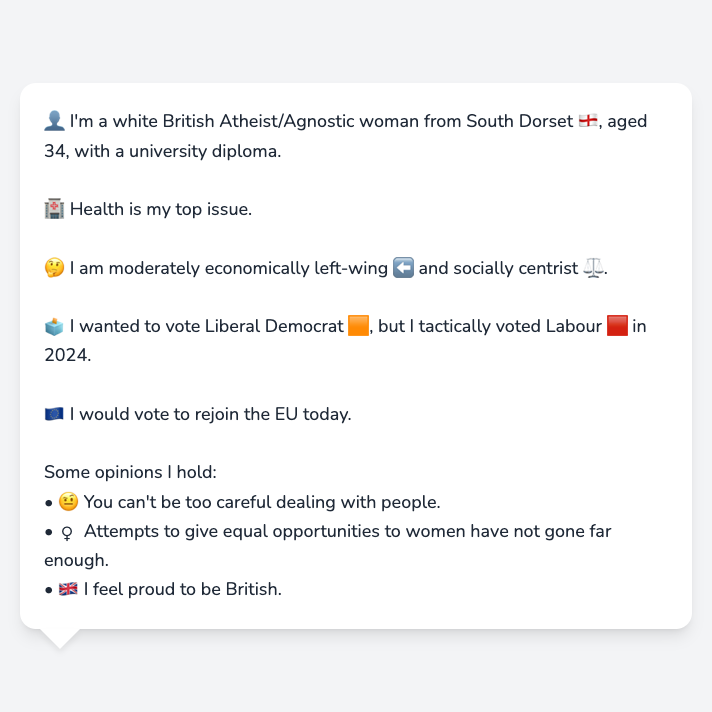 👤 I'm a white British Atheist/Agnostic woman from South Dorset 🏴󠁧󠁢󠁥󠁮󠁧󠁿, aged
34, with a university diploma.
🏥 Health is my top issue.
🤔 I am moderately economically left-wing ⬅️ and socially centrist ⚖️.
🗳️ I wanted to vote Liberal Democrat 🟧, but I tactically voted Labour 🟥 in
2024.
🇪🇺 I would vote to rejoin the EU today.
Some opinions I hold:
• 🤨 You can't be too careful dealing with people.
• ♀ Attempts to give equal opportunities to women have not gone far
enough.
• 🇬🇧 I feel proud to be British.